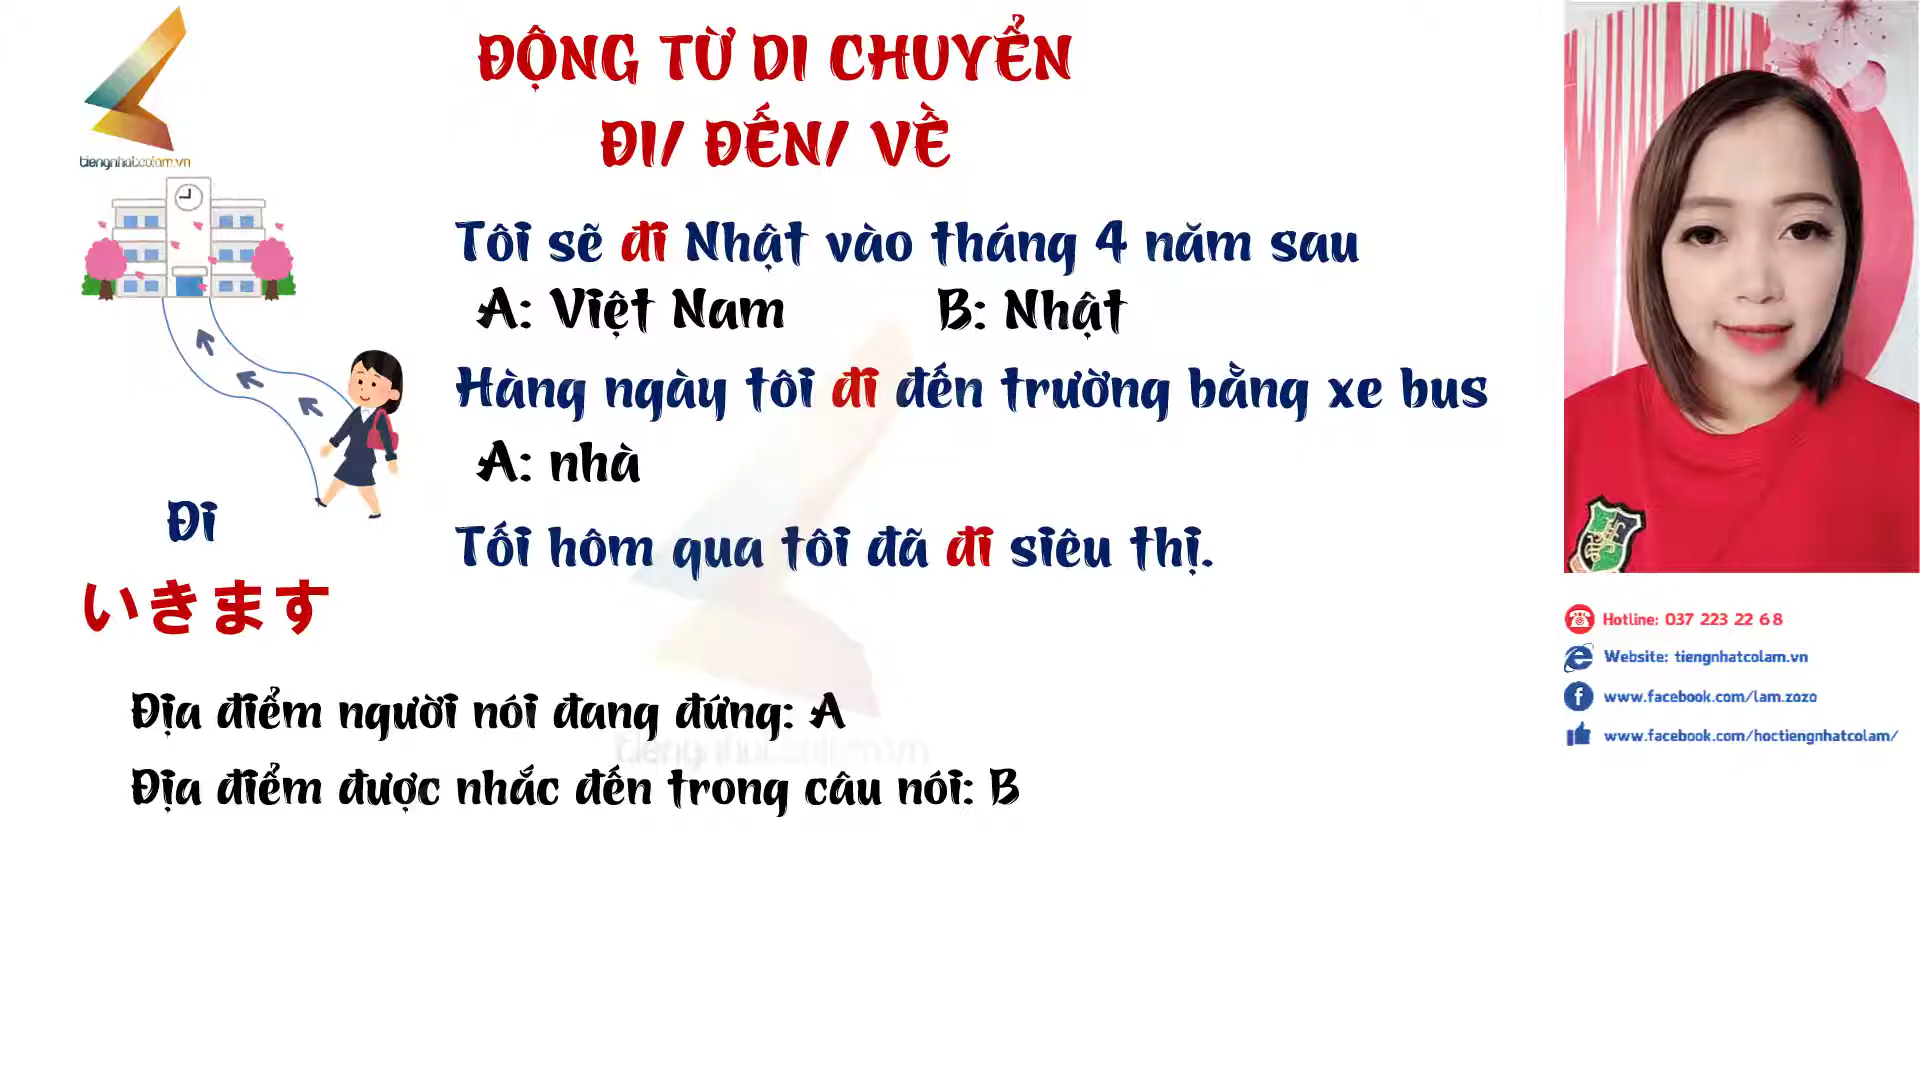 ĐỘNG TỪ DI CHUYỂN
ĐI/ ĐẾN/ VỀ
tiengnhatcolam.vn
Tôi sẽ đi Nhật vào tháng 4 năm sau
A: Việt Nam B: Nhật
Hàng ngày tôi đi đến trường bằng xe bus
A: nhà
Tối hôm qua tôi đã đi siêu thị.
Đi
いきます
Địa điểm người nói đang đứng: A
Địa điểm được nhắc đến trong câu nói: B
tiengnhatcolam.vn
Hotline: 037 223 22 68
Website: tiengnhatcolam.vn
www.facebook.com/lam.zozo
www.facebook.com/hoctiengnhatcolam/